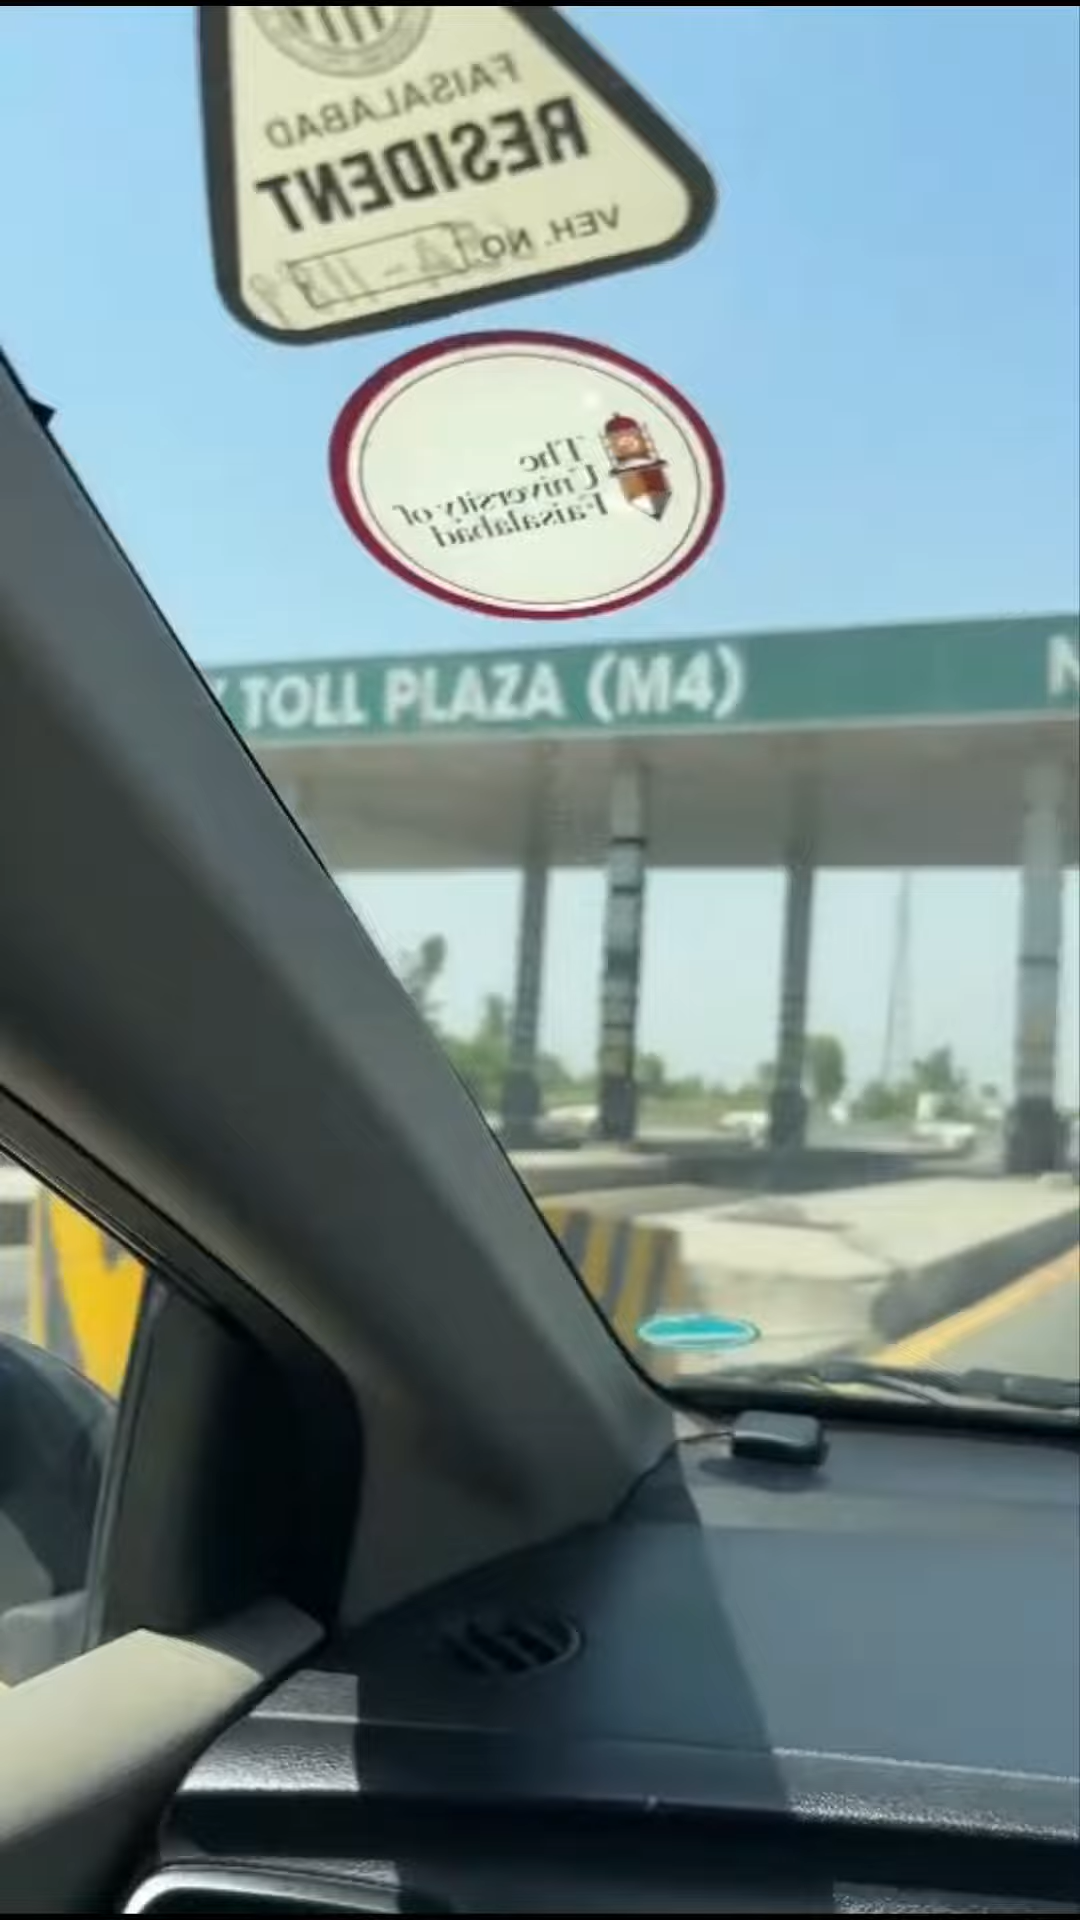 FAISALABAD
RESIDENT
VEH. NO.
The
University of
Faisalabad
TOLL PLAZA (M4)